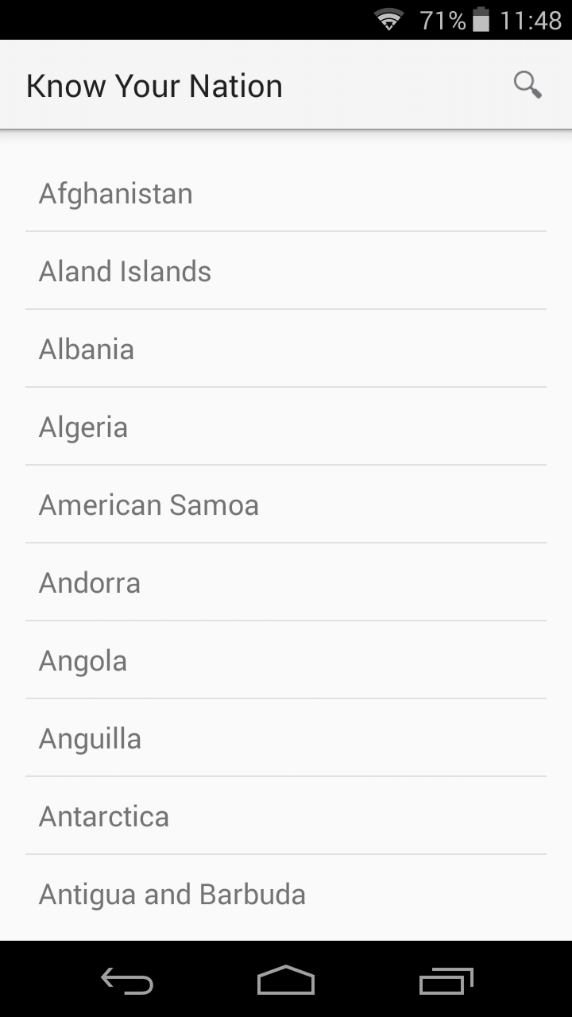 71% 11:48
Know Your Nation
Afghanistan
Aland Islands
Albania
Algeria
American Samoa
Andorra
Angola
Anguilla
Antarctica
Antigua and Barbuda